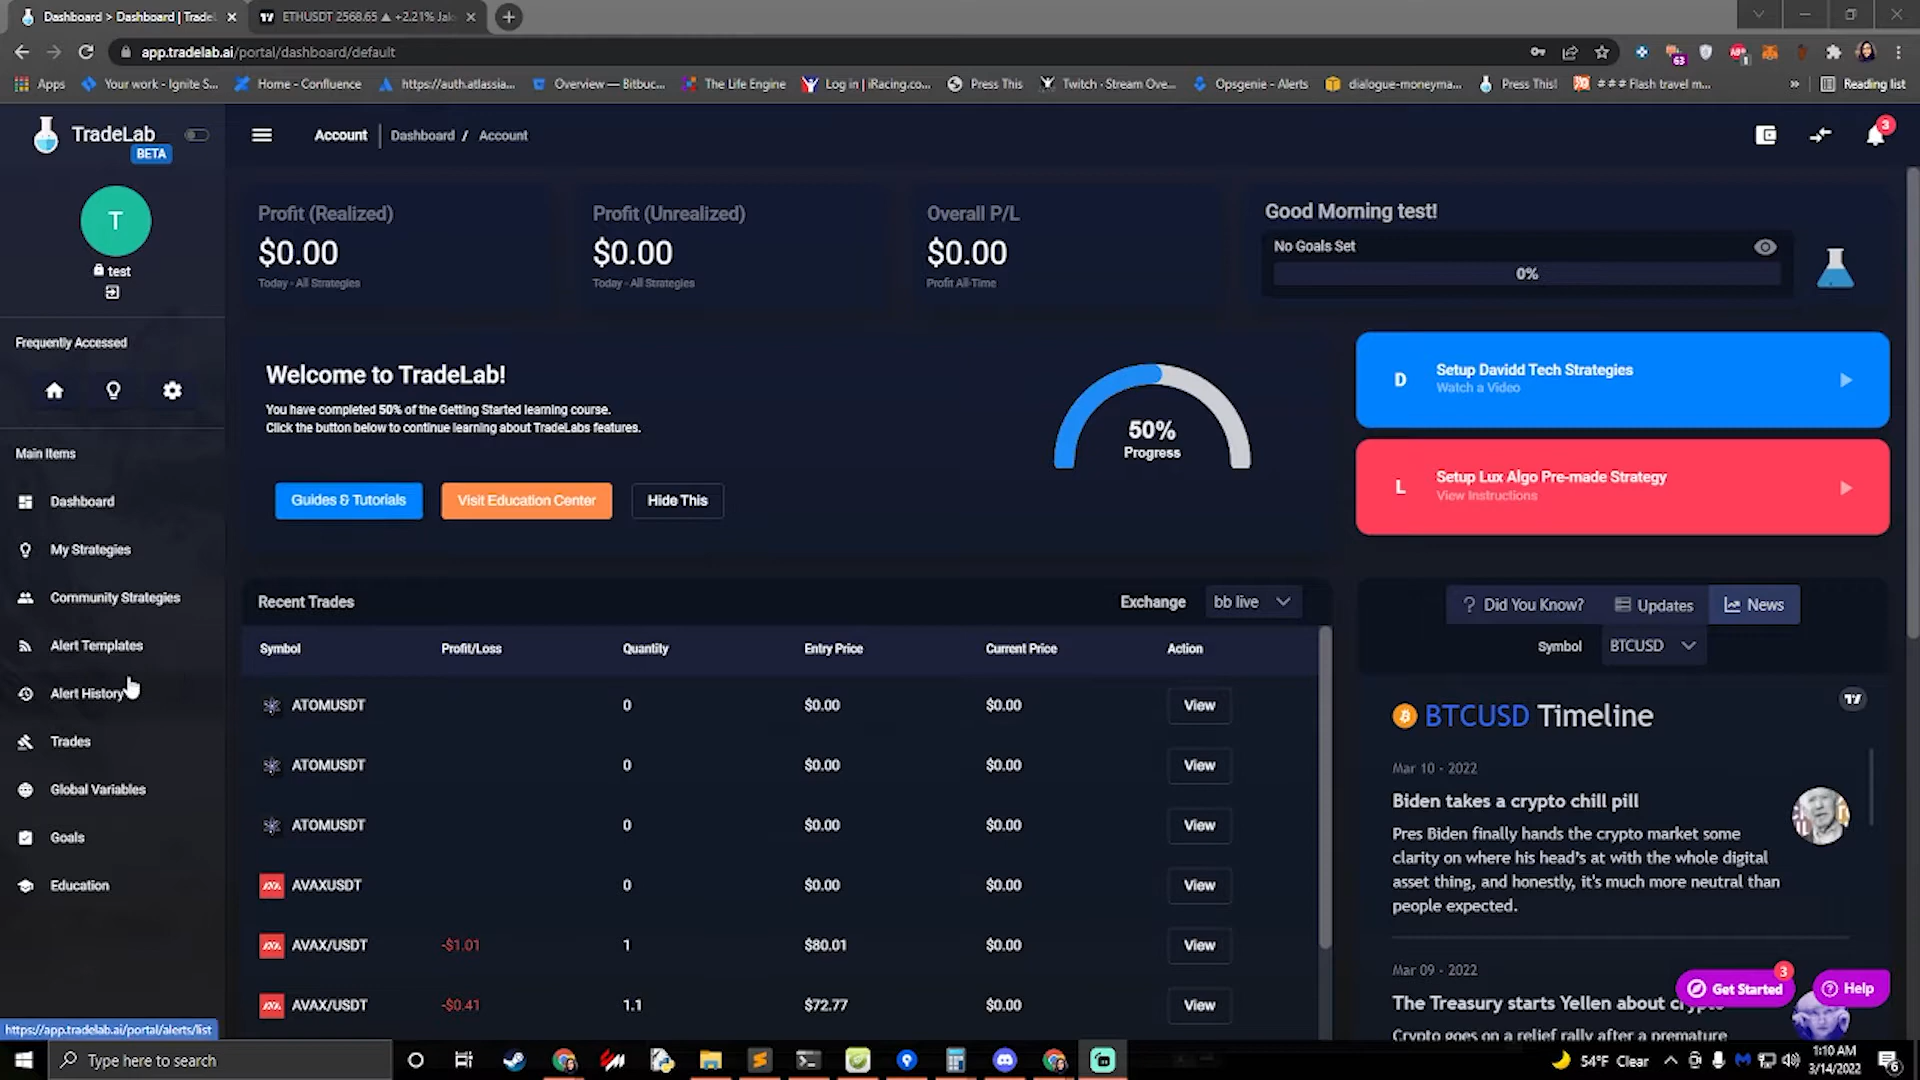 Dashboard > Dashboard | Trade
ETHUSDT 2568.65 ▲ +2.21%
app.tradelab.ai/portal/dashboard/default
63
1
Apps
Your work - Ignite S...
Home - Confluence
https://auth.atlassia...
Overview — Bitbuc...
The Life Engine
Log in | iRacing.co...
Press This
Twitch - Stream Ove...
Opsgenie - Alerts
dialogue-moneyma...
Press This!
# # # Flash travel m...
»
Reading list
TradeLab
BETA
Account
Dashboard / Account
3
T
test
Frequently Accessed
Main Items
Dashboard
My Strategies
Community Strategies
Alert Templates
Alert History
Trades
Global Variables
Goals
Education
Profit (Realized)
$0.00
Today - All Strategies
Profit (Unrealized)
$0.00
Today - All Strategies
Overall P/L
$0.00
Profit All-Time
Good Morning test!
No Goals Set
0%
Welcome to TradeLab!
You have completed 50% of the Getting Started learning course.
Click the button below to continue learning about TradeLabs features.
Guides & Tutorials
Visit Education Center
Hide This
50%
Progress
D
Setup Davidd Tech Strategies
Watch a Video
L
Setup Lux Algo Pre-made Strategy
View Instructions
Recent Trades
Exchange
bb live
Symbol Profit/Loss Quantity Entry Price Current Price Action
ATOMUSDT 0 $0.00 $0.00 View
ATOMUSDT 0 $0.00 $0.00 View
ATOMUSDT 0 $0.00 $0.00 View
AVAXUSDT 0 $0.00 $0.00 View
AVAX/USDT -$1.01 1 $80.01 $0.00 View
AVAX/USDT -$0.41 1.1 $72.77 $0.00 View
? Did You Know?
Updates
News
Symbol
BTCUSD
BTCUSD Timeline
Mar 10 - 2022
Biden takes a crypto chill pill
Pres Biden finally hands the crypto market some
clarity on where his head's at with the whole digital
asset thing, and honestly, it's much more neutral than
people expected.
Mar 09 - 2022
The Treasury starts Yellen about
Crypto goes on a relief rally after a premature
Get Started
3
Help
https://app.tradelab.ai/portal/alerts/list
Type here to search
54°F Clear
1:10 AM
3/14/2022
6